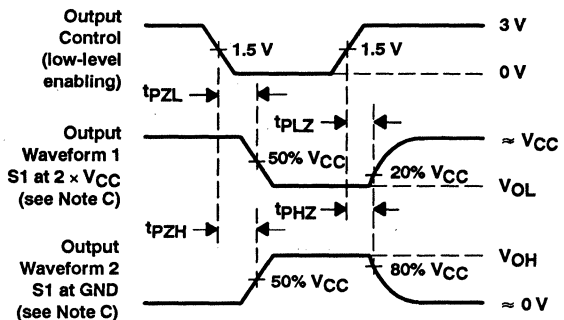 Output
Control
(low-level
enabling)
1.5 V
1.5 V
3 V
0 V
tPZL
tPLZ
Output
Waveform 1
S1 at 2 × VCC
(see Note C)
50% VCC
20% VCC
≈ VCC
VOL
tPZH
tPHZ
Output
Waveform 2
S1 at GND
(see Note C)
50% VCC
80% VCC
VOH
≈ 0 V